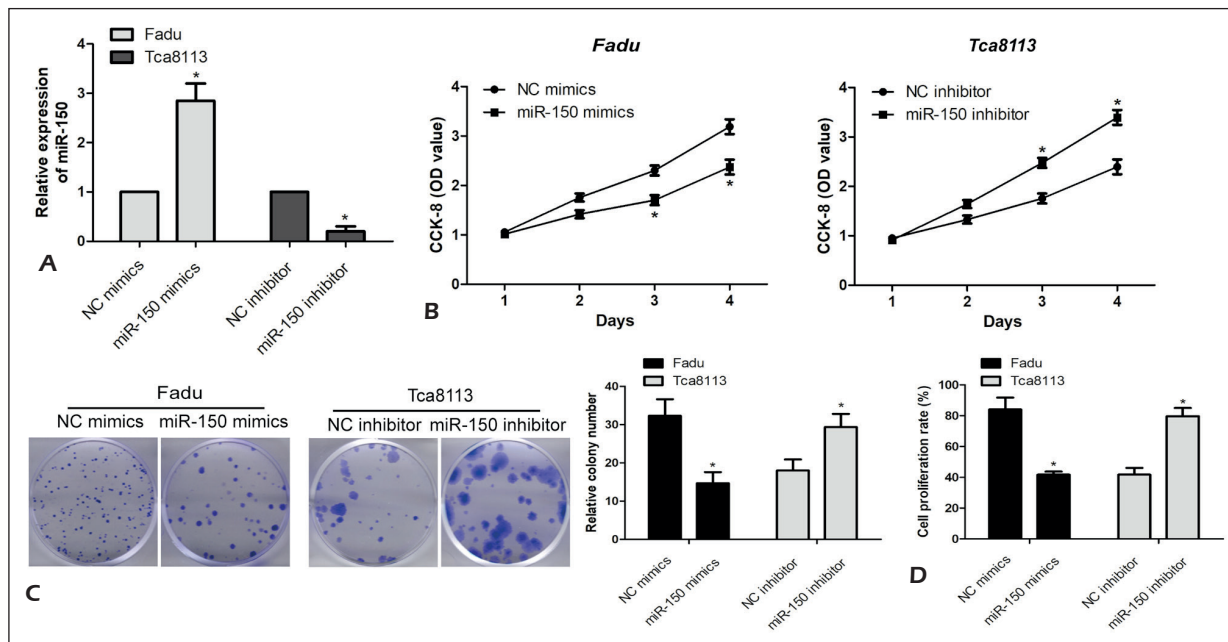 Fadu
Tca8113
Relative expression
of miR-150
4
3
2
1
0
*
*
NC mimics
miR-150 mimics
NC inhibitor
miR-150 inhibitor
A
Fadu
NC mimics
miR-150 mimics
CCK-8 (OD value)
4
3
2
1
0
*
*
1 2 3 4
Days
B
Tca8113
NC inhibitor
miR-150 inhibitor
CCK-8 (OD value)
4
3
2
1
0
*
*
1 2 3 4
Days
Fadu
NC mimics miR-150 mimics
Tca8113
NC inhibitor miR-150 inhibitor
C
Fadu
Tca8113
Relative colony number
40
30
20
10
0
*
*
NC mimics
miR-150 mimics
NC inhibitor
miR-150 inhibitor
Fadu
Tca8113
Cell proliferation rate (%)
100
80
60
40
20
0
*
*
NC mimics
miR-150 mimics
NC inhibitor
miR-150 inhibitor
D